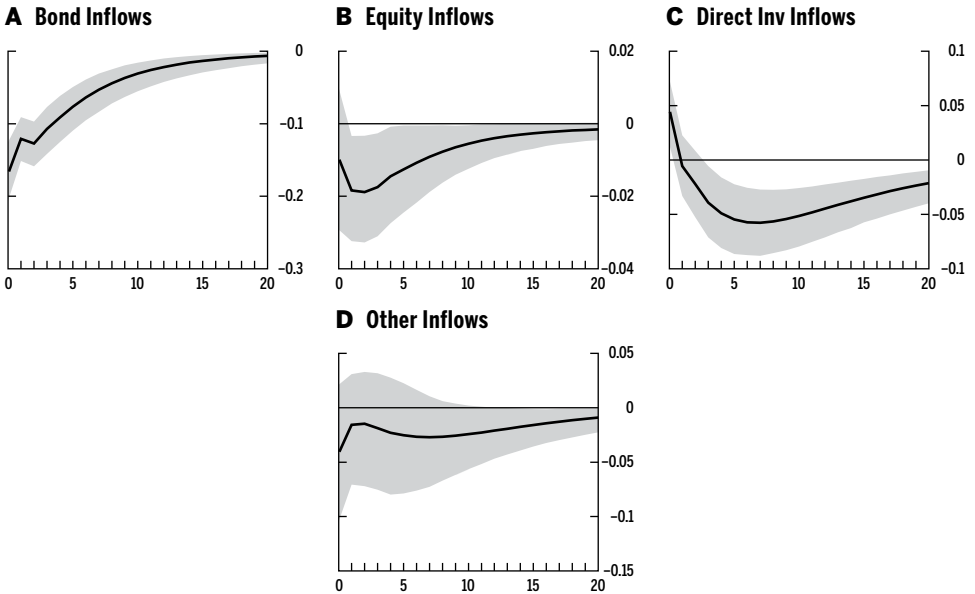 A Bond Inflows
0
–0.1
–0.2
–0.3
0 5 10 15 20
B Equity Inflows
0.02
0
–0.02
–0.04
0 5 10 15 20
C Direct Inv Inflows
0.1
0.05
0
–0.05
–0.1
0 5 10 15 20
D Other Inflows
0.05
0
–0.05
–0.1
–0.15
0 5 10 15 20